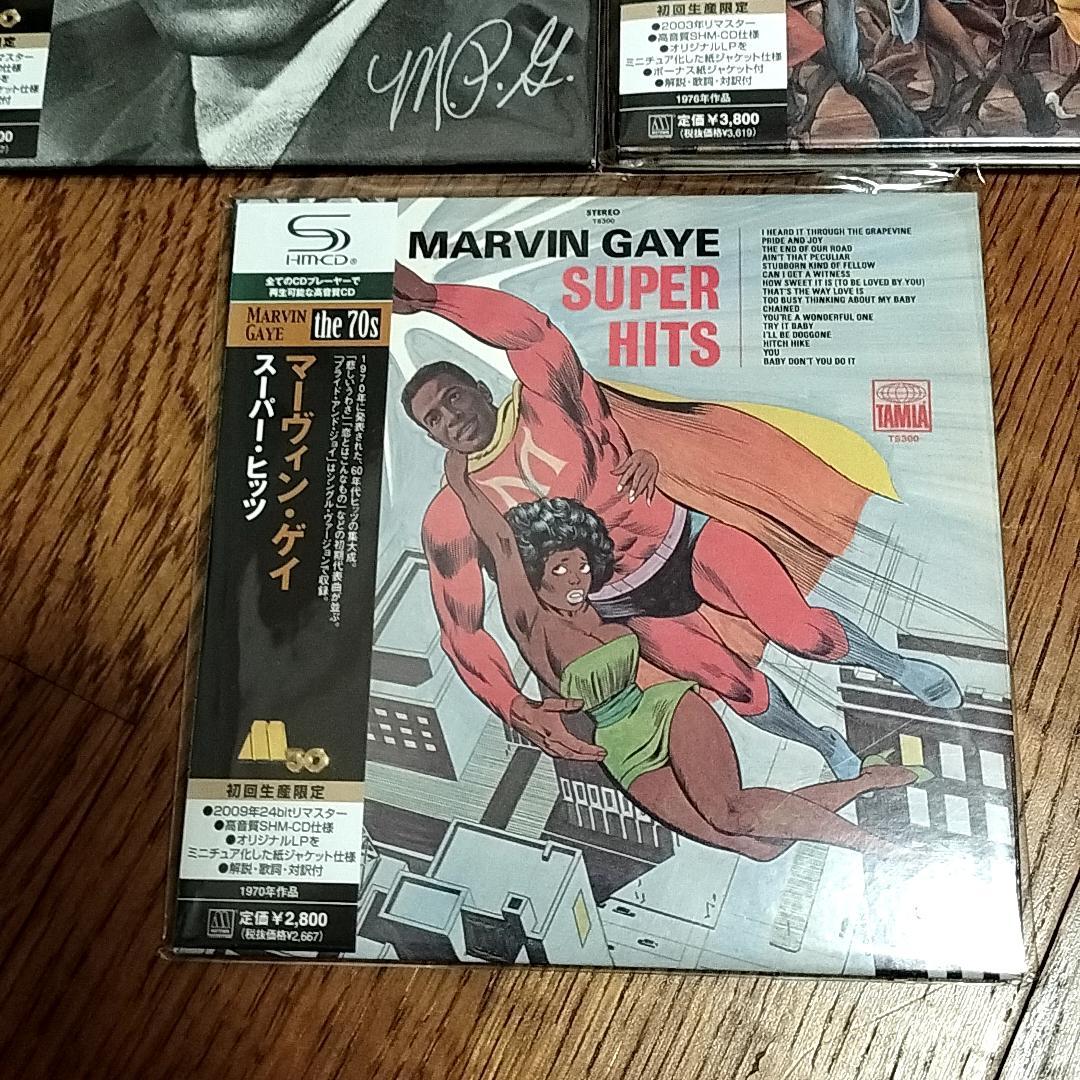 M.P.G.
初回生産限定
●2003年リマスター
●高音質SHM-CD仕様
●オリジナルLPを
ミニチュア化した紙ジャケット仕様
●ボーナス紙ジャケット付
●解説・歌詞・対訳付
1976年作品
定価¥3,800
(税抜価格¥3,619)
HM-CD®
全てのCDプレーヤーで
再生可能な高音質CD
MARVIN
GAYE
the 70s
マーヴィン・ゲイ
スーパー・ヒッツ
1970年に発表された、60年代ヒッツの集大成。
「悲しいうわさ」「恋とはこんなもの」などの初期代表曲が並ぶ。
「プライド・アンド・ジョイ」はシングル・ヴァージョンで収録。
M50
初回生産限定
●2009年24bitリマスター
●高音質SHM-CD仕様
●オリジナルLPを
ミニチュア化した紙ジャケット仕様
●解説・歌詞・対訳付
1970年作品
定価¥2,800
(税抜価格¥2,667)
STEREO
TS300
MARVIN GAYE
SUPER
HITS
I HEARD IT THROUGH THE GRAPEVINE
PRIDE AND JOY
THE END OF OUR ROAD
AIN'T THAT PECULIAR
STUBBORN KIND OF FELLOW
CAN I GET A WITNESS
HOW SWEET IT IS (TO BE LOVED BY YOU)
THAT'S THE WAY LOVE IS
TOO BUSY THINKING ABOUT MY BABY
CHAINED
YOU'RE A WONDERFUL ONE
TRY IT BABY
I'LL BE DOGGONE
HITCH HIKE
YOU
BABY DON'T YOU DO IT
TAMLA
TS300
M